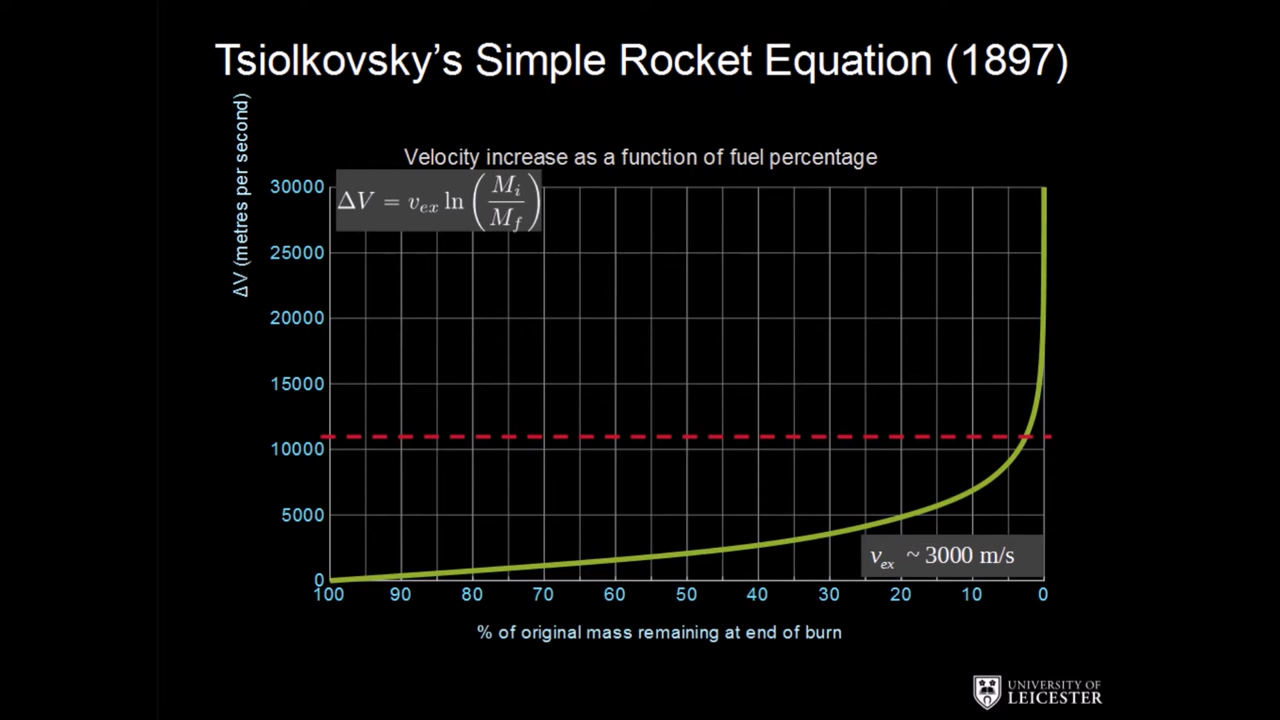 Tsiolkovsky’s Simple Rocket Equation (1897)
Velocity increase as a function of fuel percentage
ΔV (metres per second)
ΔV = v_ex ln (M_i / M_f)
30000
25000
20000
15000
10000
5000
0
v_ex ~ 3000 m/s
100 90 80 70 60 50 40 30 20 10 0
% of original mass remaining at end of burn
UNIVERSITY OF
LEICESTER